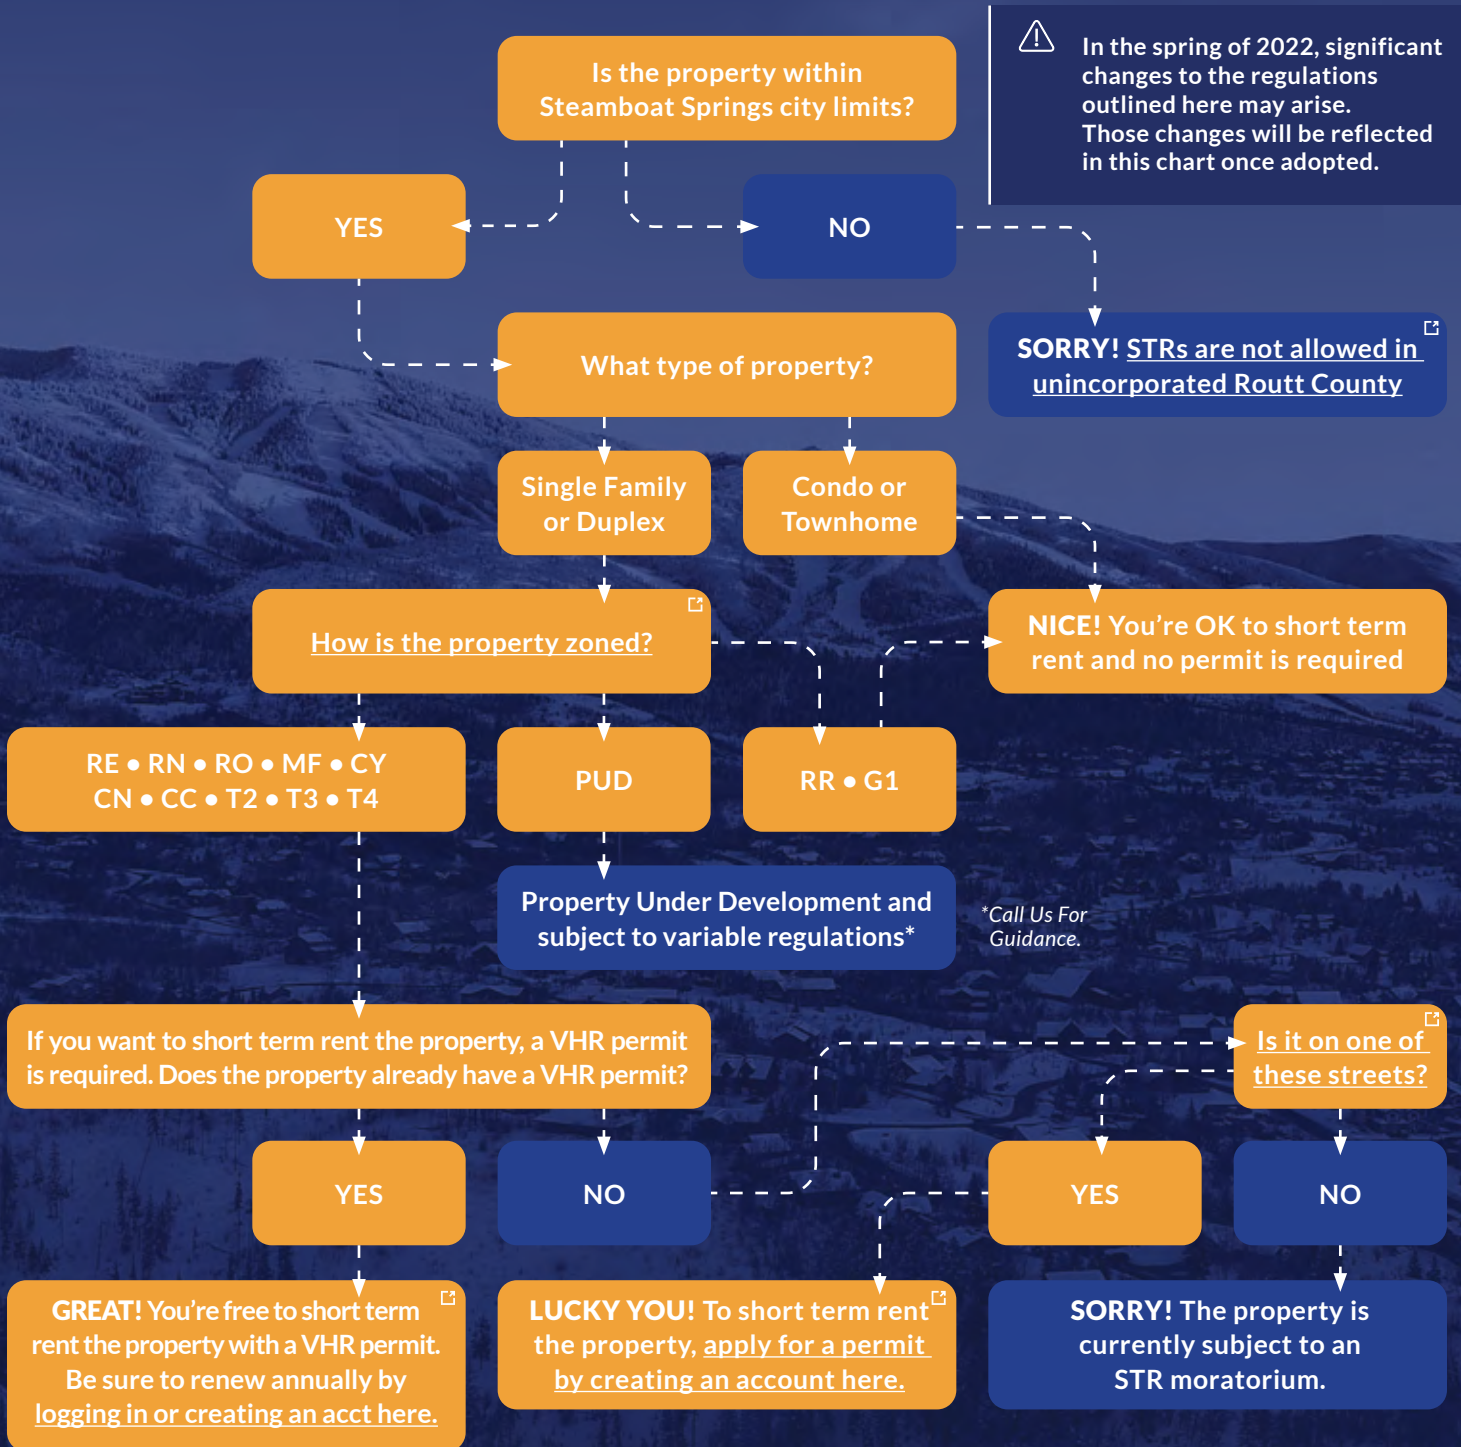 Is the property within
Steamboat Springs city limits?
In the spring of 2022, significant
changes to the regulations
outlined here may arise.
Those changes will be reflected
in this chart once adopted.
YES
NO
What type of property?
SORRY! STRs are not allowed in
unincorporated Routt County
Single Family
or Duplex
Condo or
Townhome
How is the property zoned?
NICE! You're OK to short term
rent and no permit is required
RE • RN • RO • MF • CY
CN • CC • T2 • T3 • T4
PUD
RR • G1
Property Under Development and
subject to variable regulations*
*Call Us For
Guidance.
If you want to short term rent the property, a VHR permit
is required. Does the property already have a VHR permit?
Is it on one of
these streets?
YES
NO
YES
NO
GREAT! You're free to short term
rent the property with a VHR permit.
Be sure to renew annually by
logging in or creating an acct here.
LUCKY YOU! To short term rent
the property, apply for a permit
by creating an account here.
SORRY! The property is
currently subject to an
STR moratorium.